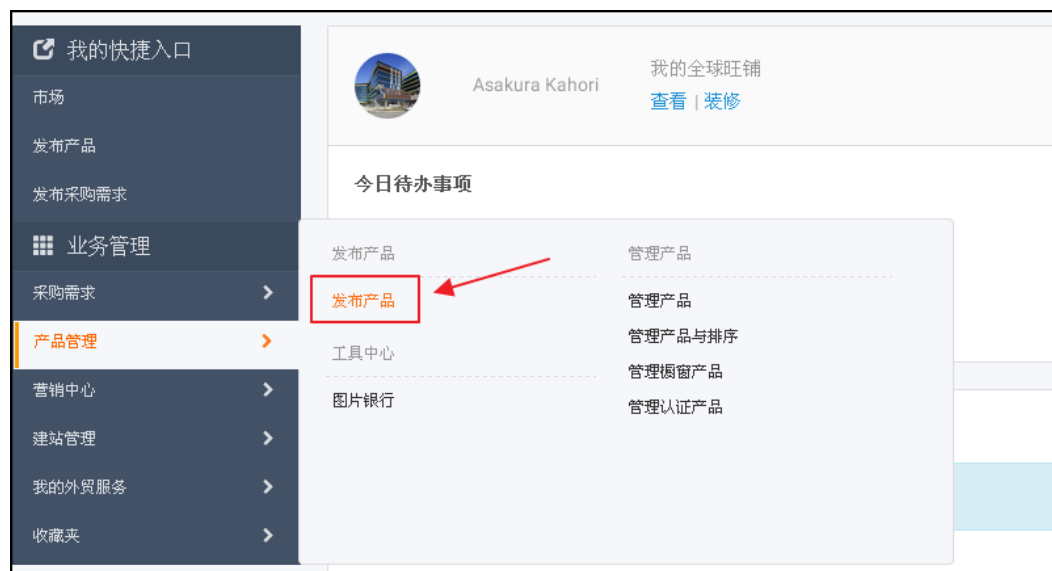 我的快捷入口
市场
发布产品
发布采购需求
业务管理
采购需求
产品管理
营销中心
建站管理
我的外贸服务
收藏夹
Asakura Kahori
我的全球旺铺
查看 | 装修
今日待办事项
发布产品
发布产品
工具中心
图片银行
管理产品
管理产品
管理产品与排序
管理橱窗产品
管理认证产品